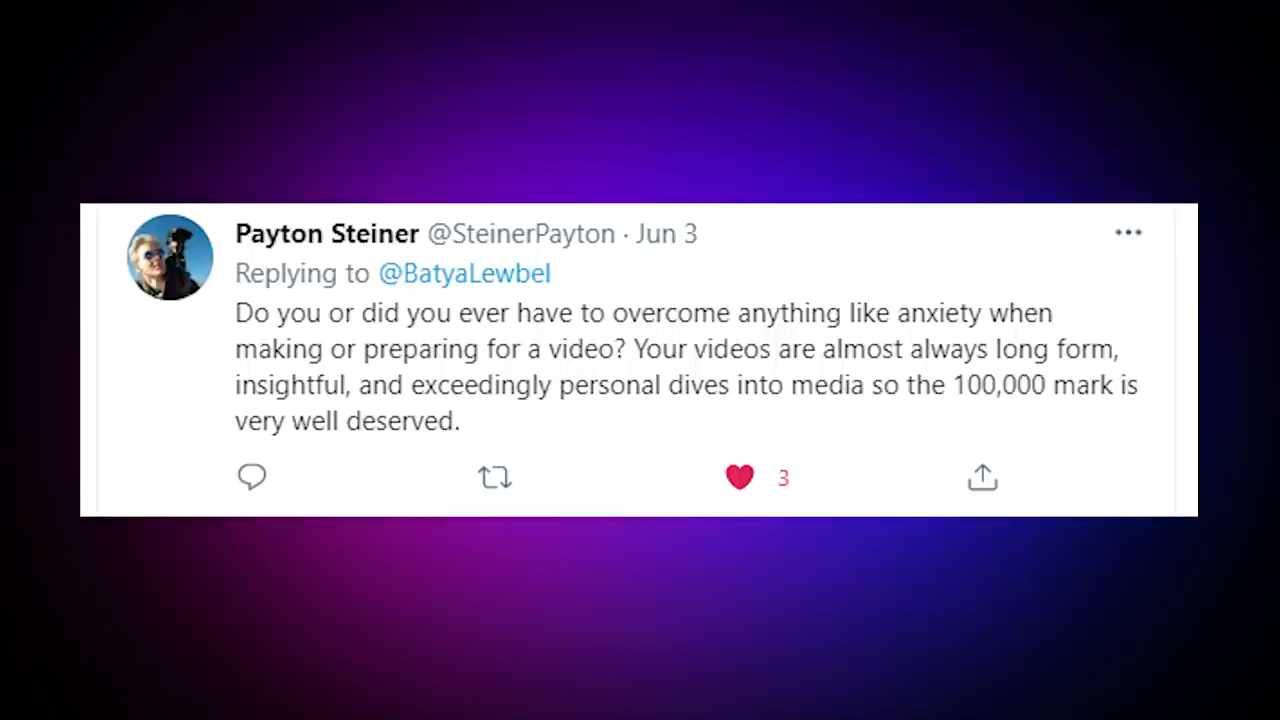 Payton Steiner @SteinerPayton · Jun 3
Replying to @BatyaLewbel
Do you or did you ever have to overcome anything like anxiety when
making or preparing for a video? Your videos are almost always long form,
insightful, and exceedingly personal dives into media so the 100,000 mark is
very well deserved.
3